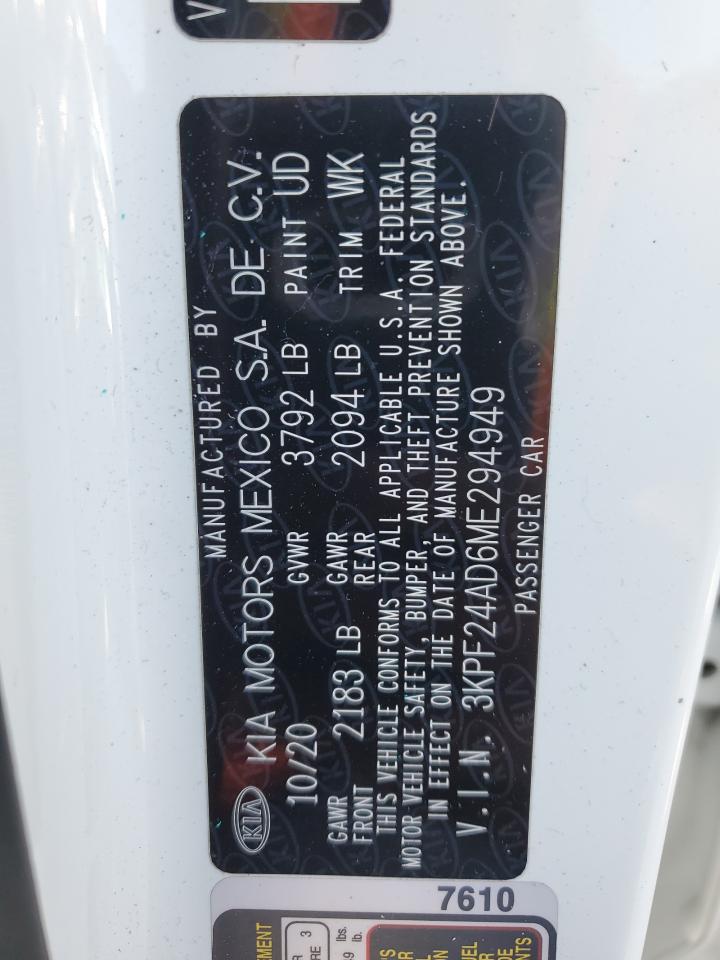 MANUFACTURED BY
KIA KIA MOTORS MEXICO S.A. DE C.V.
10/20 GVWR 3792 LB PAINT UD
GAWR FRONT 2183 LB GAWR REAR 2094 LB TRIM WK
THIS VEHICLE CONFORMS TO ALL APPLICABLE U.S.A. FEDERAL
MOTOR VEHICLE SAFETY, BUMPER, AND THEFT PREVENTION STANDARDS
IN EFFECT ON THE DATE OF MANUFACTURE SHOWN ABOVE.
V.I.N. 3KPF24AD6ME294949
PASSENGER CAR
7610